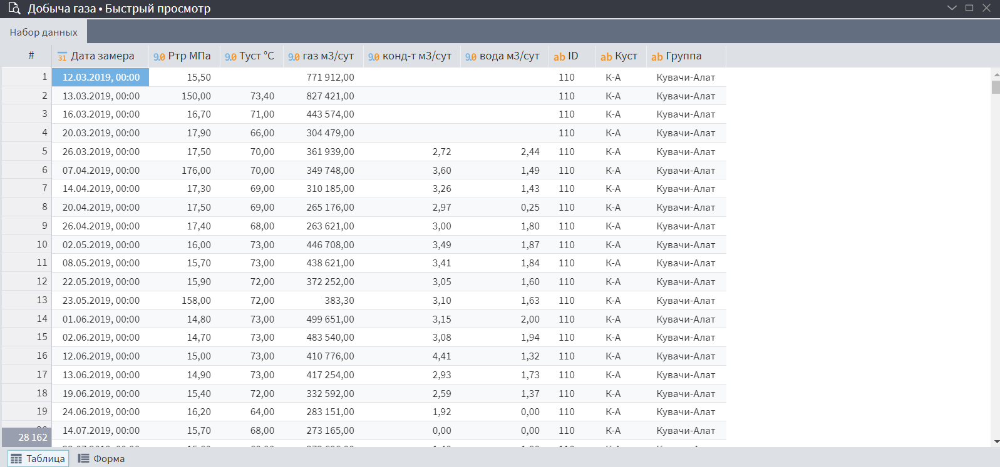 Добыча газа • Быстрый просмотр
Набор данных
# 31 Дата замера 9.0 Ртр МПа 9.0 Туст °C 9.0 газ м3/сут 9.0 конд-т м3/сут 9.0 вода м3/сут ab ID ab Куст ab Группа
1 12.03.2019, 00:00 15,50 771 912,00 110 К-А Кувачи-Алат
2 13.03.2019, 00:00 150,00 73,40 827 421,00 110 К-А Кувачи-Алат
3 16.03.2019, 00:00 16,70 71,00 443 574,00 110 К-А Кувачи-Алат
4 20.03.2019, 00:00 17,90 66,00 304 479,00 110 К-А Кувачи-Алат
5 26.03.2019, 00:00 17,50 70,00 361 939,00 2,72 2,44 110 К-А Кувачи-Алат
6 07.04.2019, 00:00 176,00 70,00 349 748,00 3,60 1,49 110 К-А Кувачи-Алат
7 14.04.2019, 00:00 17,30 69,00 310 185,00 3,26 1,43 110 К-А Кувачи-Алат
8 20.04.2019, 00:00 17,50 69,00 265 176,00 2,97 0,25 110 К-А Кувачи-Алат
9 26.04.2019, 00:00 17,40 68,00 263 621,00 3,00 1,80 110 К-А Кувачи-Алат
10 02.05.2019, 00:00 16,00 73,00 446 708,00 3,49 1,87 110 К-А Кувачи-Алат
11 08.05.2019, 00:00 15,70 73,00 438 621,00 3,41 1,84 110 К-А Кувачи-Алат
12 22.05.2019, 00:00 15,90 72,00 372 252,00 3,05 1,60 110 К-А Кувачи-Алат
13 23.05.2019, 00:00 158,00 72,00 383,30 3,10 1,63 110 К-А Кувачи-Алат
14 01.06.2019, 00:00 14,80 73,00 499 651,00 3,15 2,00 110 К-А Кувачи-Алат
15 02.06.2019, 00:00 14,70 73,00 483 540,00 3,08 1,94 110 К-А Кувачи-Алат
16 12.06.2019, 00:00 15,00 73,00 410 776,00 4,41 1,32 110 К-А Кувачи-Алат
17 13.06.2019, 00:00 14,90 73,00 417 254,00 2,93 1,73 110 К-А Кувачи-Алат
18 19.06.2019, 00:00 15,40 72,00 332 592,00 2,59 1,37 110 К-А Кувачи-Алат
19 24.06.2019, 00:00 16,20 64,00 283 151,00 1,92 0,00 110 К-А Кувачи-Алат
14.07.2019, 00:00 15,70 68,00 273 165,00 0,00 0,00 110 К-А Кувачи-Алат
28 162
Таблица Форма